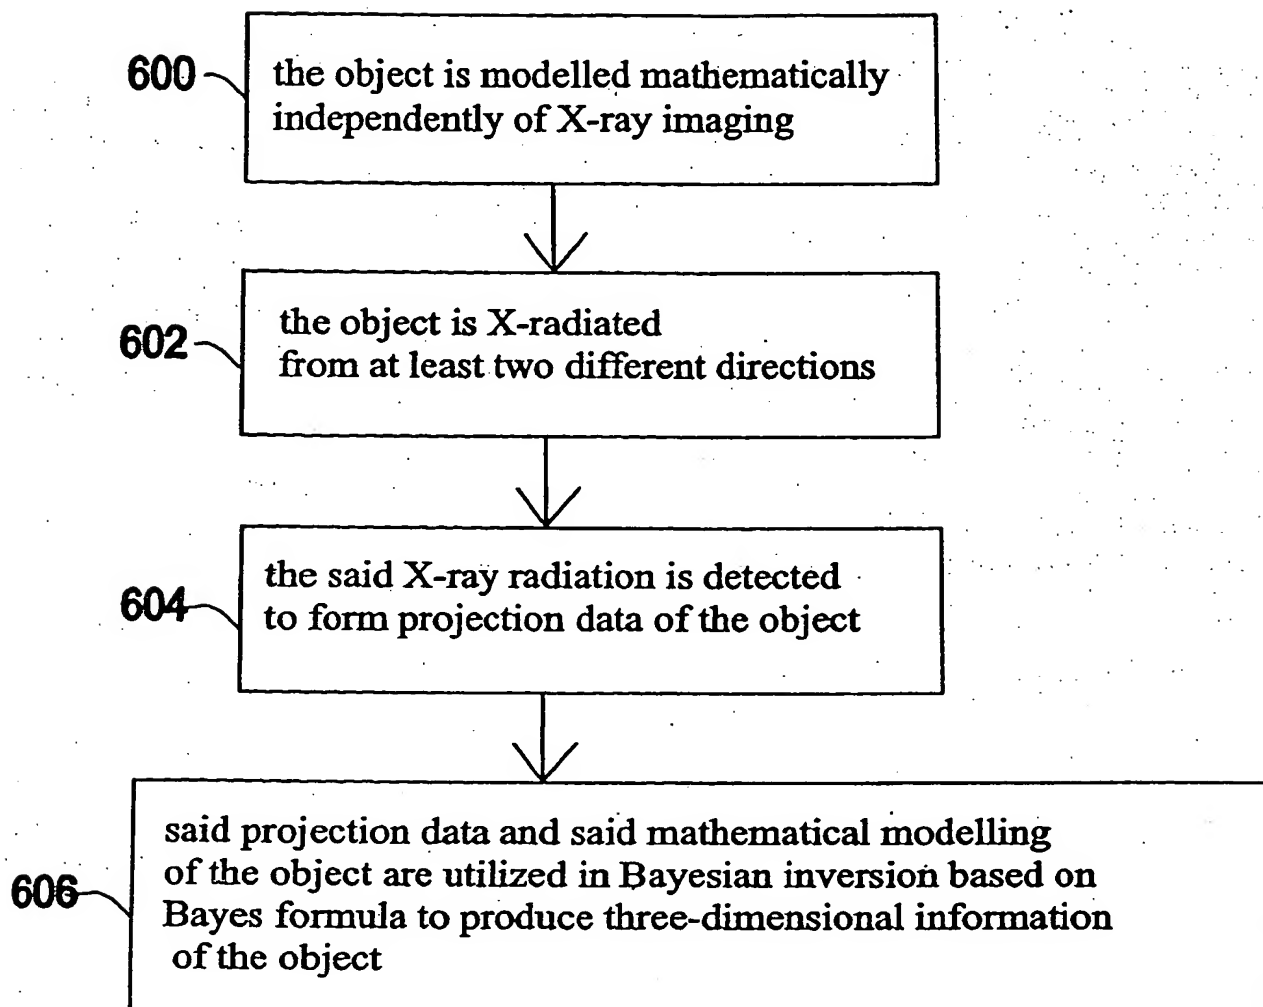 600
the object is modelled mathematically
independently of X-ray imaging
602
the object is X-radiated
from at least two different directions
604
the said X-ray radiation is detected
to form projection data of the object
606
said projection data and said mathematical modelling
of the object are utilized in Bayesian inversion based on
Bayes formula to produce three-dimensional information
of the object